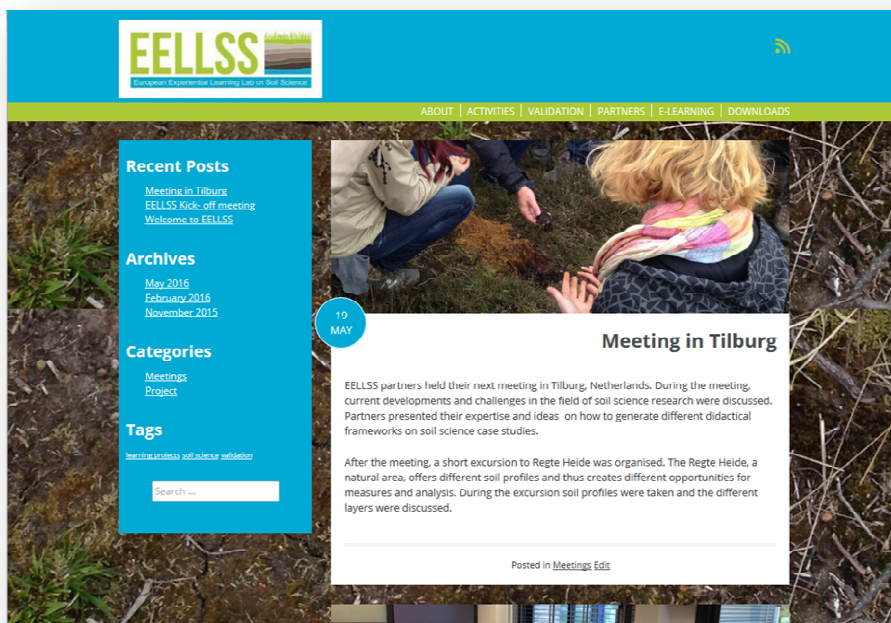 EELLSS
European Experiential Learning Lab on Soil Science
ABOUT | ACTIVITIES | VALIDATION | PARTNERS | E-LEARNING | DOWNLOADS
Recent Posts
Meeting in Tilburg
EELLSS Kick- off meeting
Welcome to EELLSS
Archives
May 2016
February 2016
November 2015
Categories
Meetings
Project
Tags
learning projects soil science validation
Search ...
19
MAY
Meeting in Tilburg
EELLSS partners held their next meeting in Tilburg, Netherlands. During the meeting,
current developments and challenges in the field of soil science research were discussed.
Partners presented their expertise and ideas on how to generate different didactical
frameworks on soil science case studies.
After the meeting, a short excursion to Regte Heide was organised. The Regte Heide, a
natural area, offers different soil profiles and thus creates different opportunities for
measures and analysis. During the excursion soil profiles were taken and the different
layers were discussed.
Posted in Meetings Edit